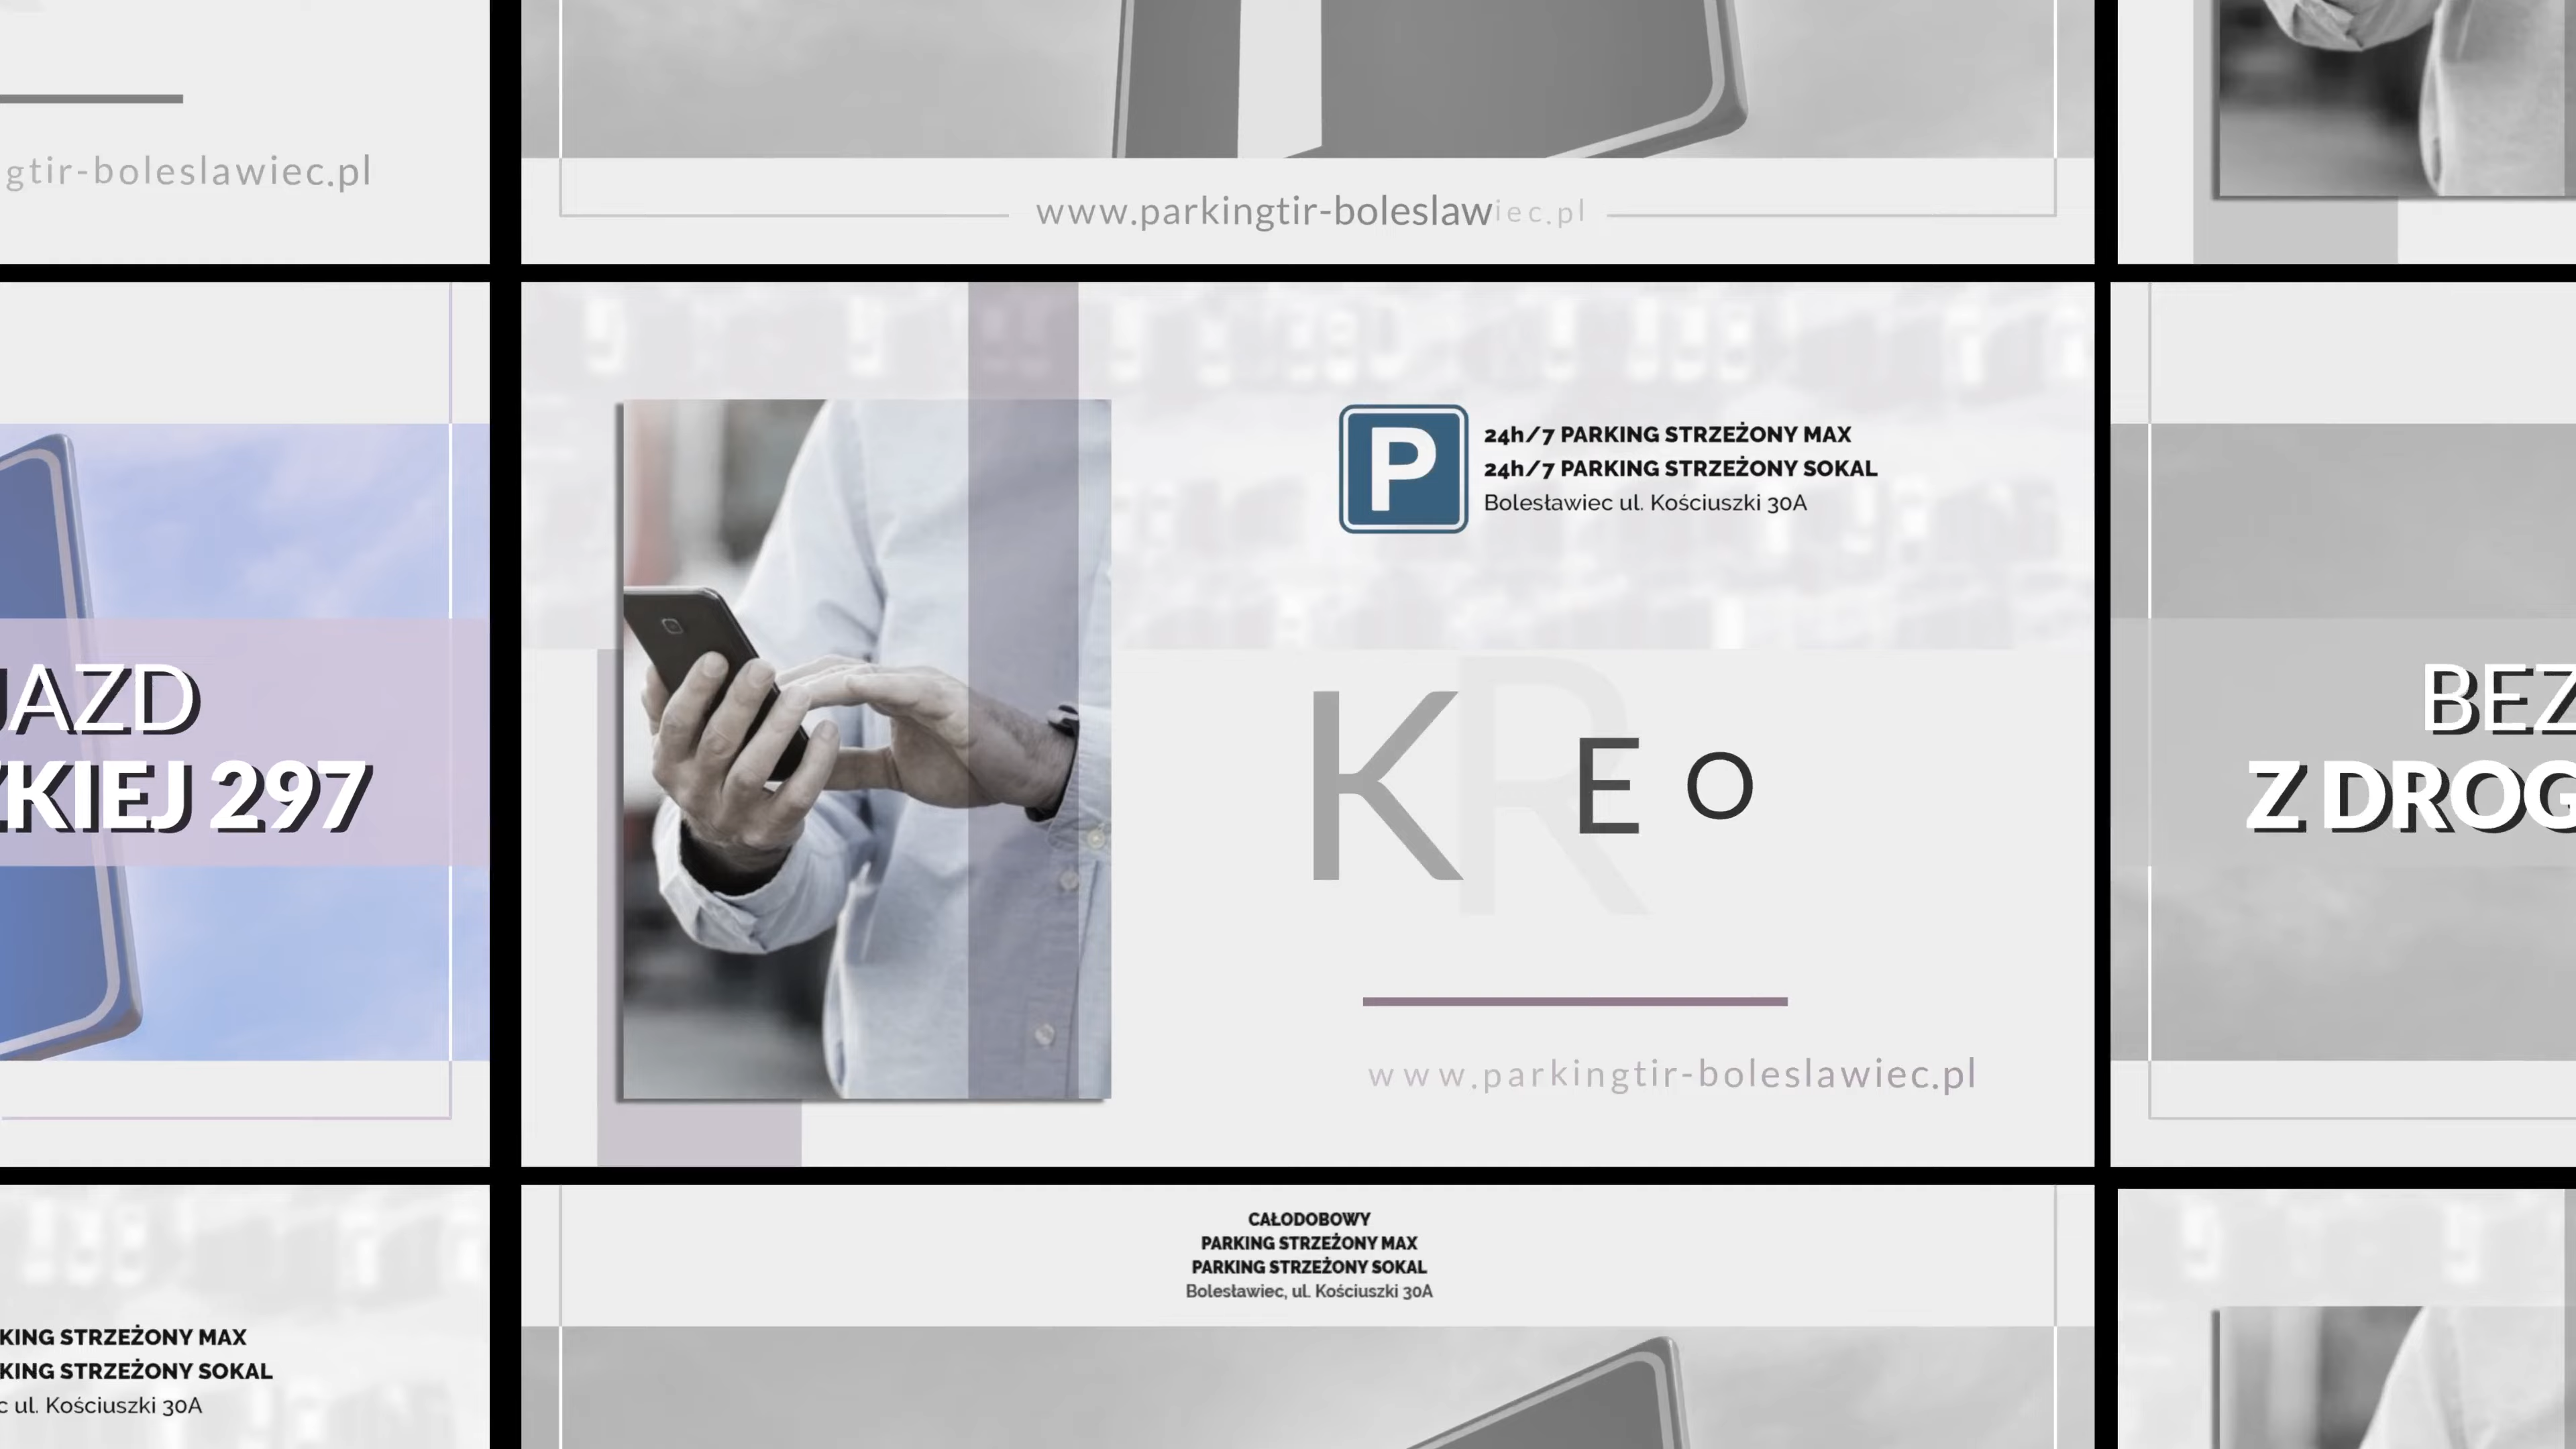 gtir-boleslawiec.pl
www.parkingtir-boleslawiec.pl
JAZD
KIEJ 297
P
24h/7 PARKING STRZEŻONY MAX
24h/7 PARKING STRZEŻONY SOKAL
Bolesławiec ul. Kościuszki 30A
K R E O
www.parkingtir-boleslawiec.pl
BEZ
Z DROG
KING STRZEŻONY MAX
KING STRZEŻONY SOKAL
c ul. Kościuszki 30A
CAŁODOBOWY
PARKING STRZEŻONY MAX
PARKING STRZEŻONY SOKAL
Bolesławiec, ul. Kościuszki 30A